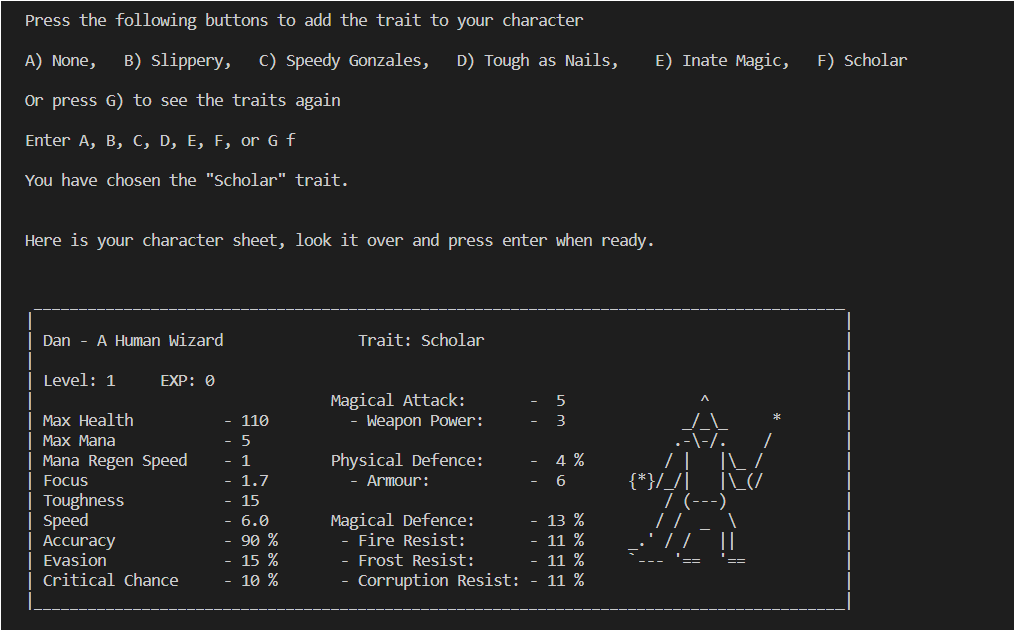 Press the following buttons to add the trait to your character
A) None,   B) Slippery,   C) Speedy Gonzales,   D) Tough as Nails,    E) Inate Magic,   F) Scholar
Or press G) to see the traits again
Enter A, B, C, D, E, F, or G f
You have chosen the "Scholar" trait.
Here is your character sheet, look it over and press enter when ready.
Dan - A Human Wizard               Trait: Scholar
Level: 1     EXP: 0
Magical Attack:       -  5
Max Health          - 110         - Weapon Power:     -  3
Max Mana            - 5
Mana Regen Speed    - 1         Physical Defence:     -  4 %
Focus               - 1.7         - Armour:           -  6
Toughness           - 15
Speed               - 6.0       Magical Defence:      - 13 %
Accuracy            - 90 %       - Fire Resist:       - 11 %
Evasion             - 15 %       - Frost Resist:      - 11 %
Critical Chance     - 10 %       - Corruption Resist: - 11 %